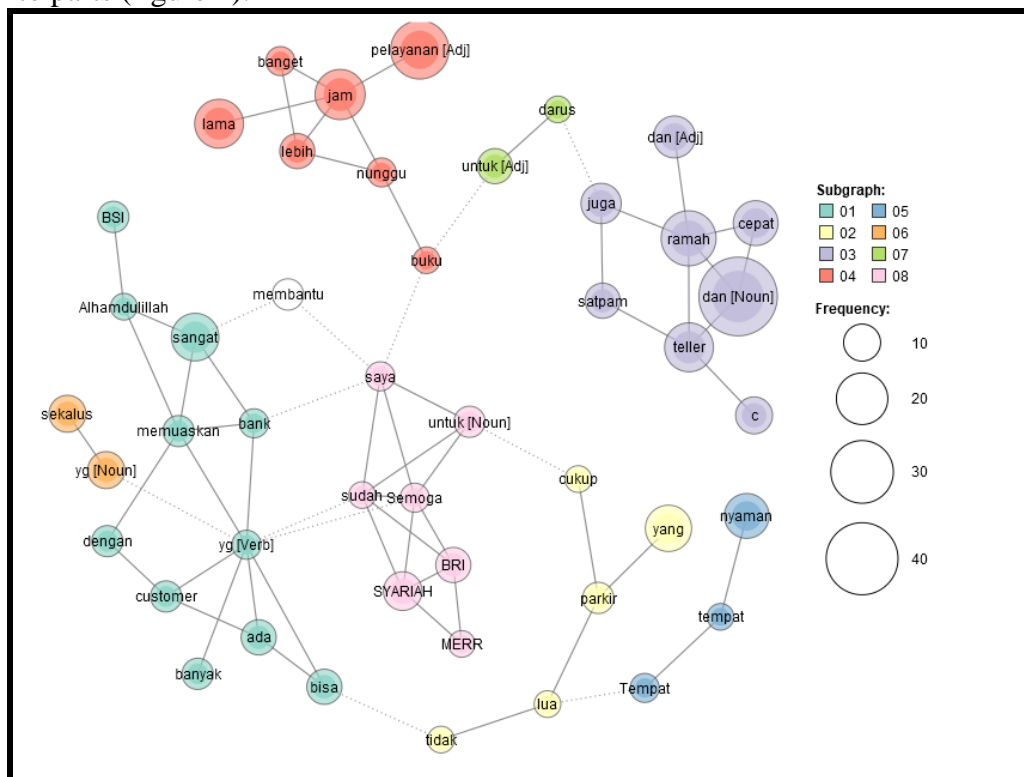 pelayanan [Adj]
banget
jam
lama
lebih
nunggu
darus
untuk [Adj]
dan [Adj]
juga
cepat
ramah
dan [Noun]
satpam
teller
c
BSI
buku
membantu
Alhamdulillah
sangat
saya
sekalus
memuaskan
bank
untuk [Noun]
yg [Noun]
cukup
sudah
Semoga
yang
nyaman
dengan
yg [Verb]
BRI
customer
SYARIAH
parkir
tempat
ada
MERR
banyak
bisa
Tempat
lua
tidak
Subgraph:
01 05
02 06
03 07
04 08
Frequency:
10
20
30
40